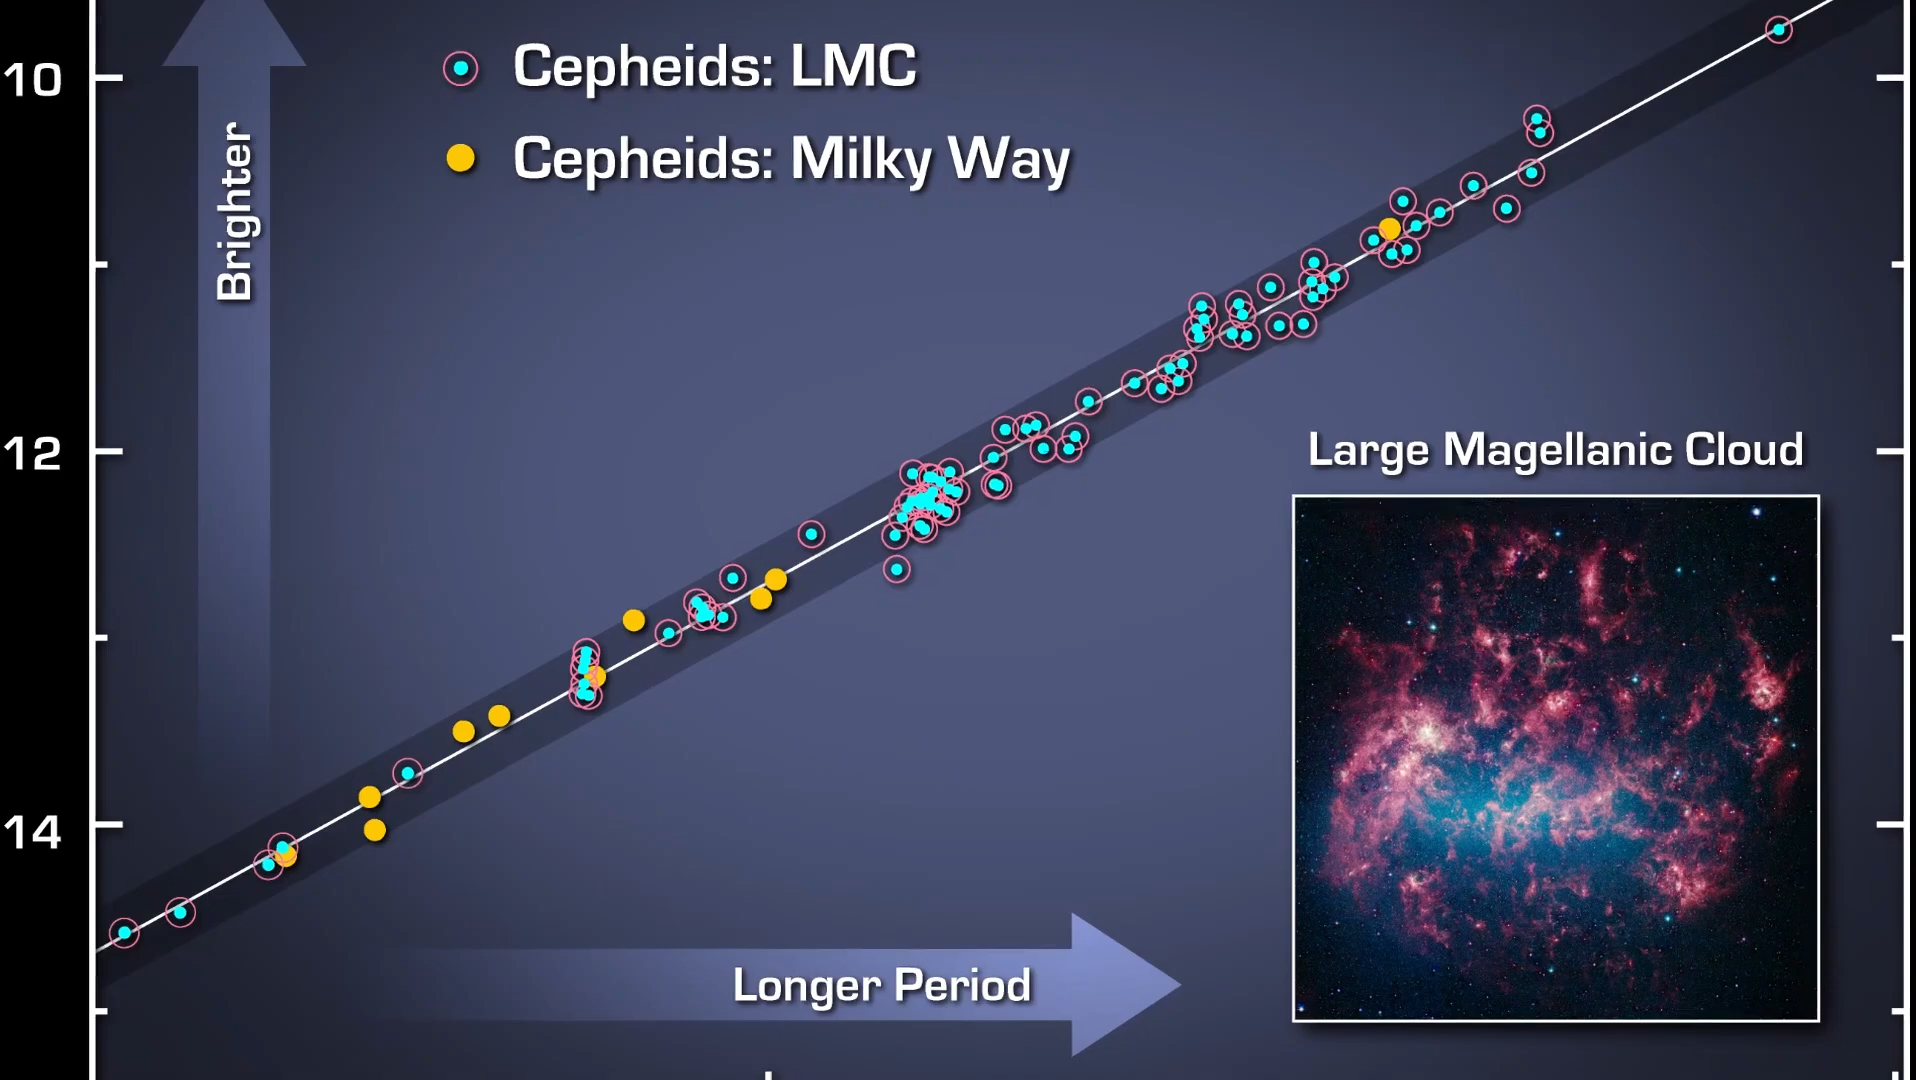 10
12
14
Brighter
Cepheids: LMC
Cepheids: Milky Way
Large Magellanic Cloud
Longer Period